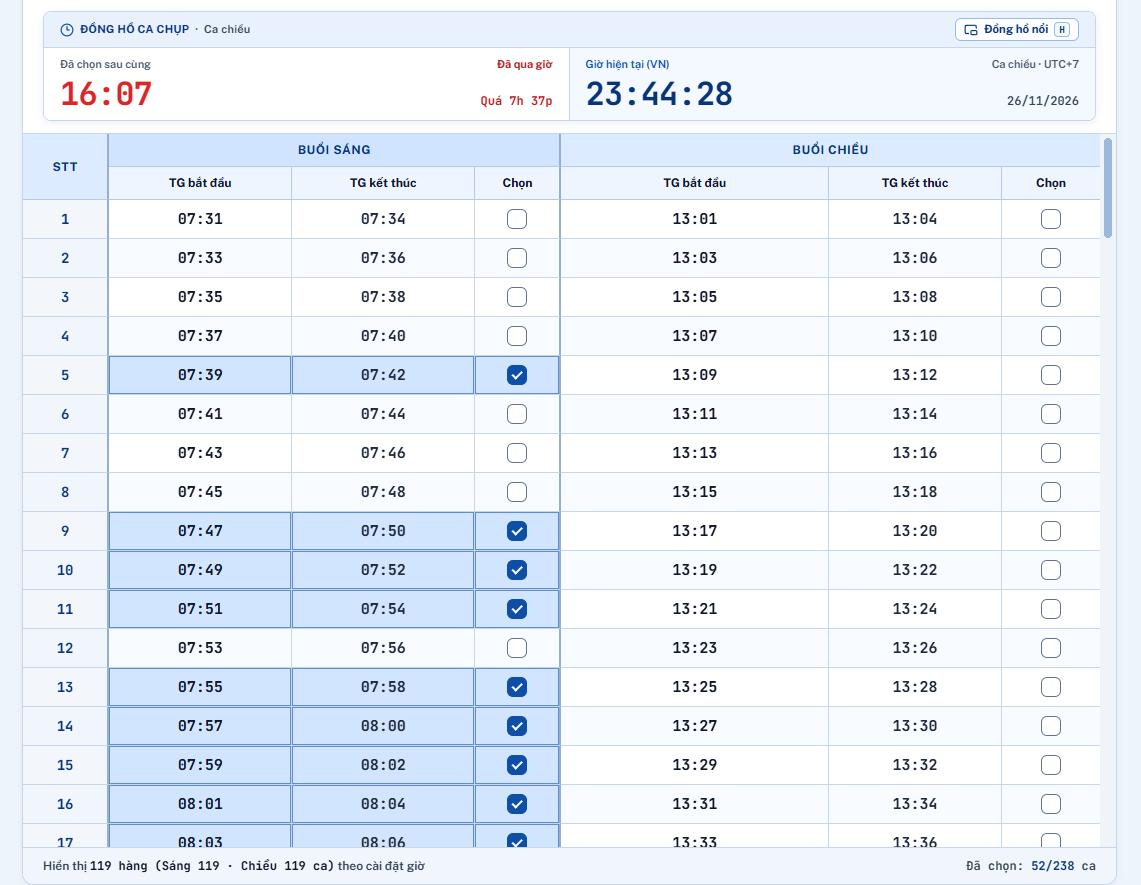 ĐỒNG HỒ CA CHỤP · Ca chiều
Đồng hồ nổi H
Đã chọn sau cùng Đã qua giờ
16:07 Quá 7h 37p
Giờ hiện tại (VN) Ca chiều · UTC+7
23:44:28 26/11/2026
STT BUỔI SÁNG BUỔI CHIỀU
TG bắt đầu TG kết thúc Chọn TG bắt đầu TG kết thúc Chọn
1 07:31 07:34 13:01 13:04
2 07:33 07:36 13:03 13:06
3 07:35 07:38 13:05 13:08
4 07:37 07:40 13:07 13:10
5 07:39 07:42 13:09 13:12
6 07:41 07:44 13:11 13:14
7 07:43 07:46 13:13 13:16
8 07:45 07:48 13:15 13:18
9 07:47 07:50 13:17 13:20
10 07:49 07:52 13:19 13:22
11 07:51 07:54 13:21 13:24
12 07:53 07:56 13:23 13:26
13 07:55 07:58 13:25 13:28
14 07:57 08:00 13:27 13:30
15 07:59 08:02 13:29 13:32
16 08:01 08:04 13:31 13:34
17 08:03 08:06 13:33 13:36
Hiển thị 119 hàng (Sáng 119 · Chiều 119 ca) theo cài đặt giờ
Đã chọn: 52/238 ca